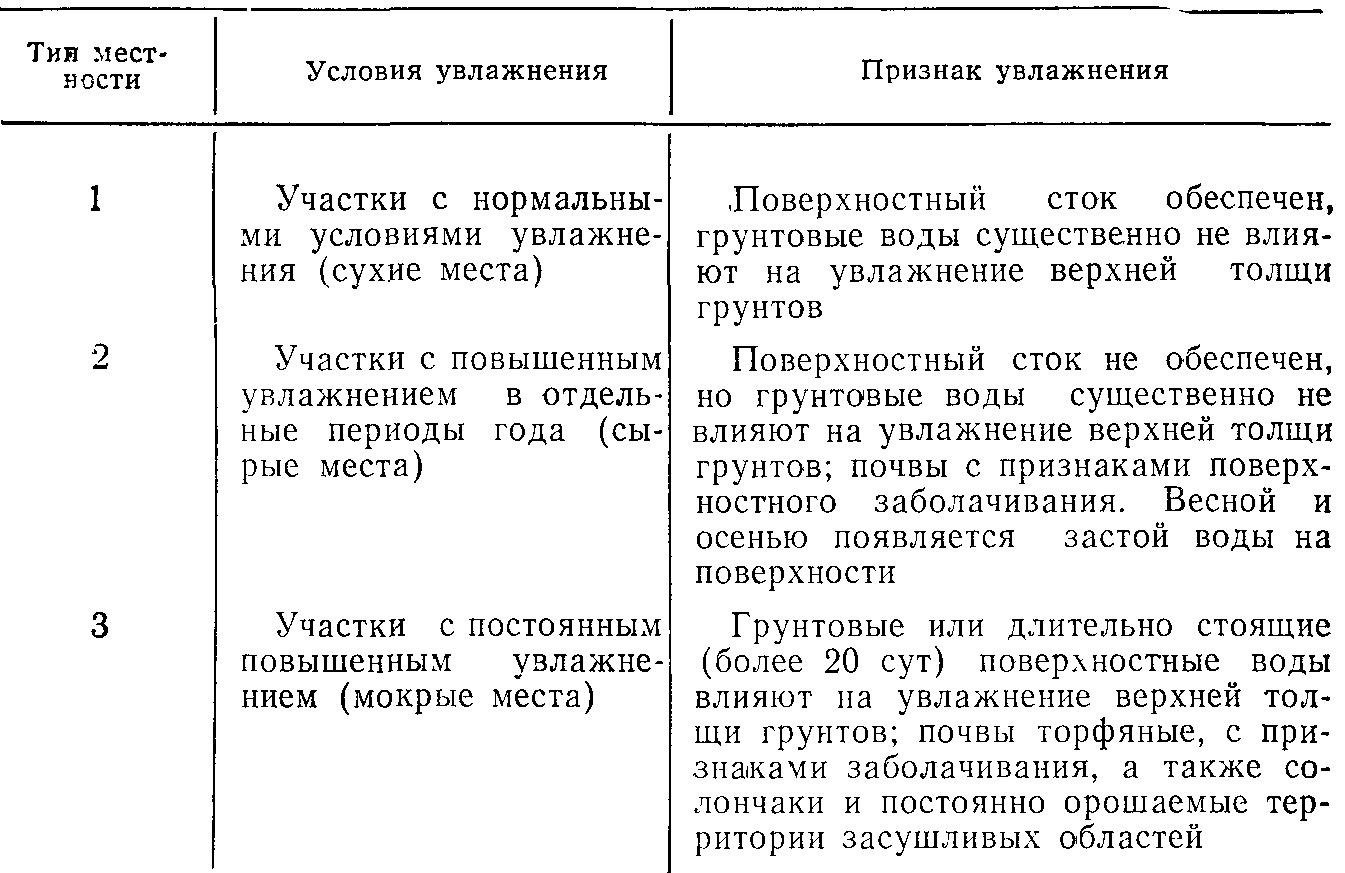 Тип мест-
ности
Условия увлажнения
Признак увлажнения
1
Участки с нормальны-
ми условиями увлажне-
ния (сухие места)
Поверхностный сток обеспечен,
грунтовые воды существенно не влия-
ют на увлажнение верхней толщи
грунтов
2
Участки с повышенным
увлажнением в отдель-
ные периоды года (сы-
рые места)
Поверхностный сток не обеспечен,
но грунтовые воды существенно не
влияют на увлажнение верхней толщи
грунтов; почвы с признаками поверх-
ностного заболачивания. Весной и
осенью появляется застой воды на
поверхности
3
Участки с постоянным
повышенным увлажне-
нием (мокрые места)
Грунтовые или длительно стоящие
(более 20 сут) поверхностные воды
влияют на увлажнение верхней тол-
щи грунтов; почвы торфяные, с при-
знаками заболачивания, а также со-
лончаки и постоянно орошаемые тер-
ритории засушливых областей